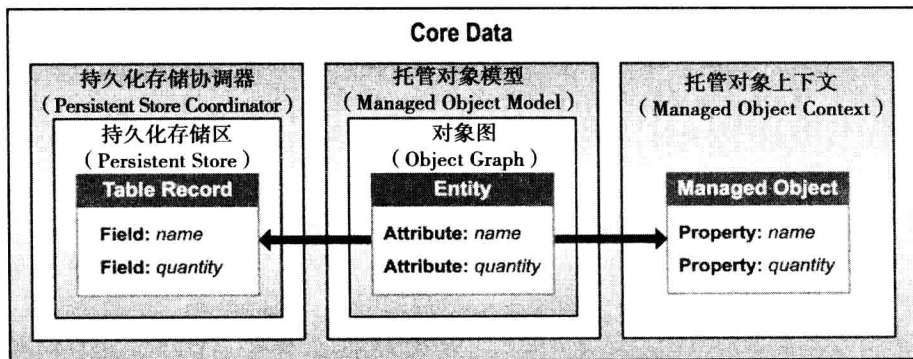 Core Data
持久化存储协调器
（Persistent Store Coordinator）
持久化存储区
（Persistent Store）
Table Record
Field: name
Field: quantity
托管对象模型
（Managed Object Model）
对象图
（Object Graph）
Entity
Attribute: name
Attribute: quantity
托管对象上下文
（Managed Object Context）
Managed Object
Property: name
Property: quantity